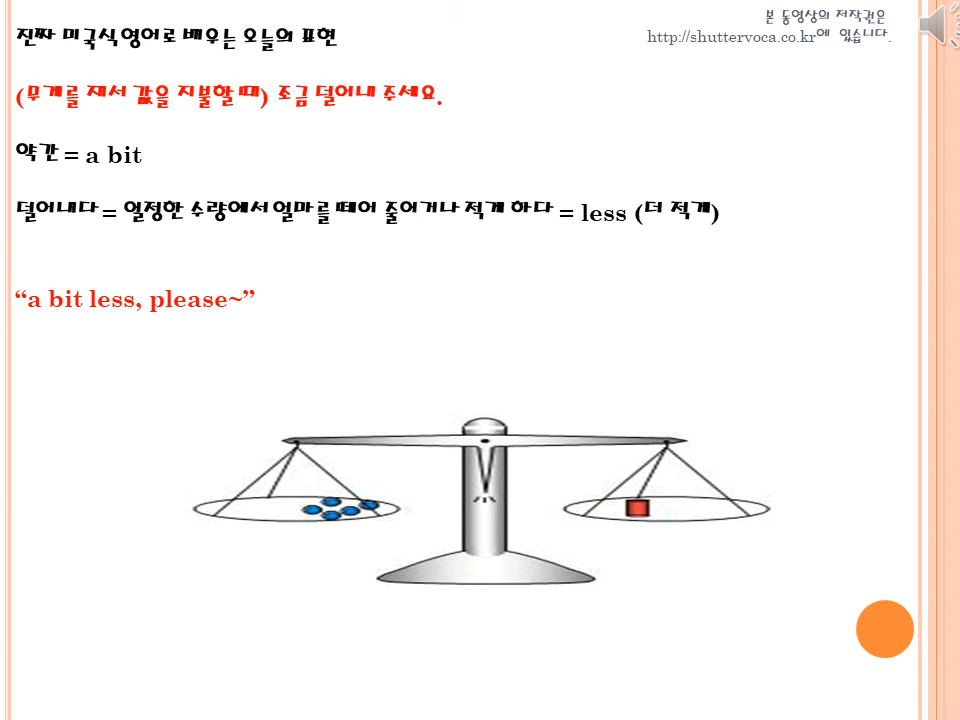 본 동영상의 저작권은
http://shuttervoca.co.kr에 있습니다.
진짜 미국식 영어로 배우는 오늘의 표현
(무게를 재서 값을 지불할 때) 조금 덜어내 주세요.
약간 = a bit
덜어내다 = 일정한 수량에서 얼마를 떼어 줄이거나 적게 하다 = less (더 적게)
“a bit less, please~”